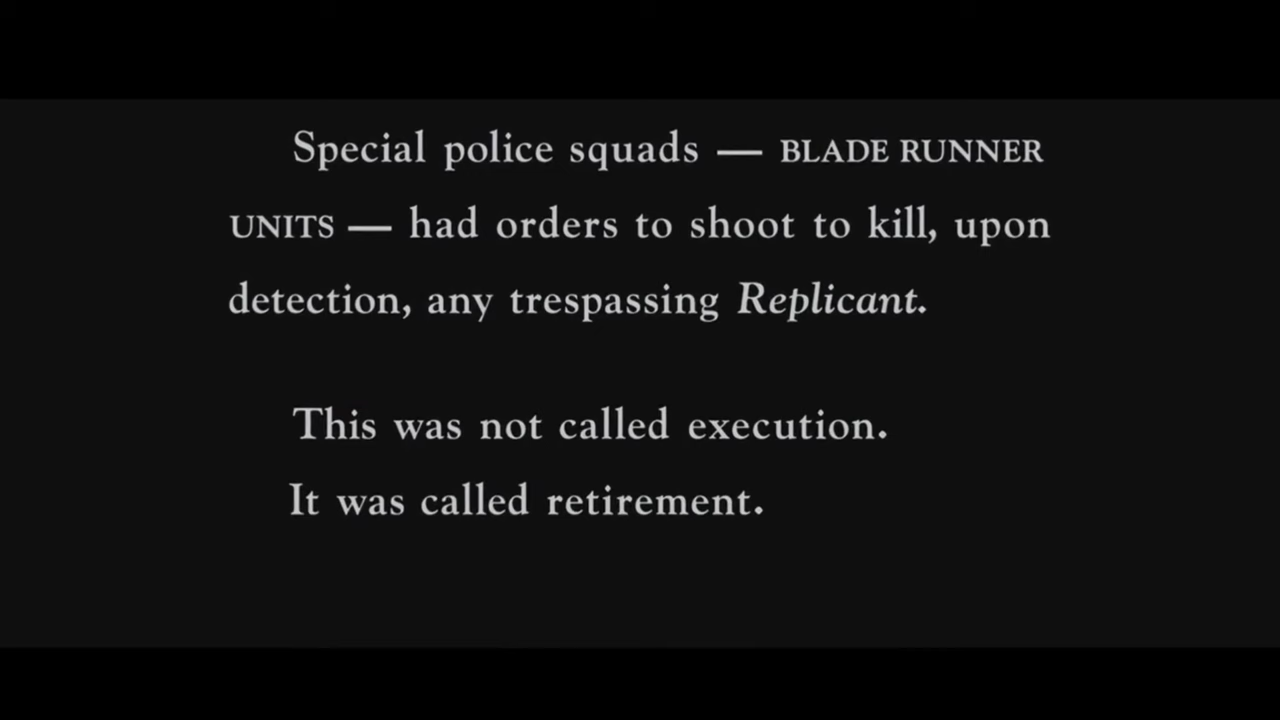 Special police squads — BLADE RUNNER
UNITS — had orders to shoot to kill, upon
detection, any trespassing Replicant.
This was not called execution.
It was called retirement.